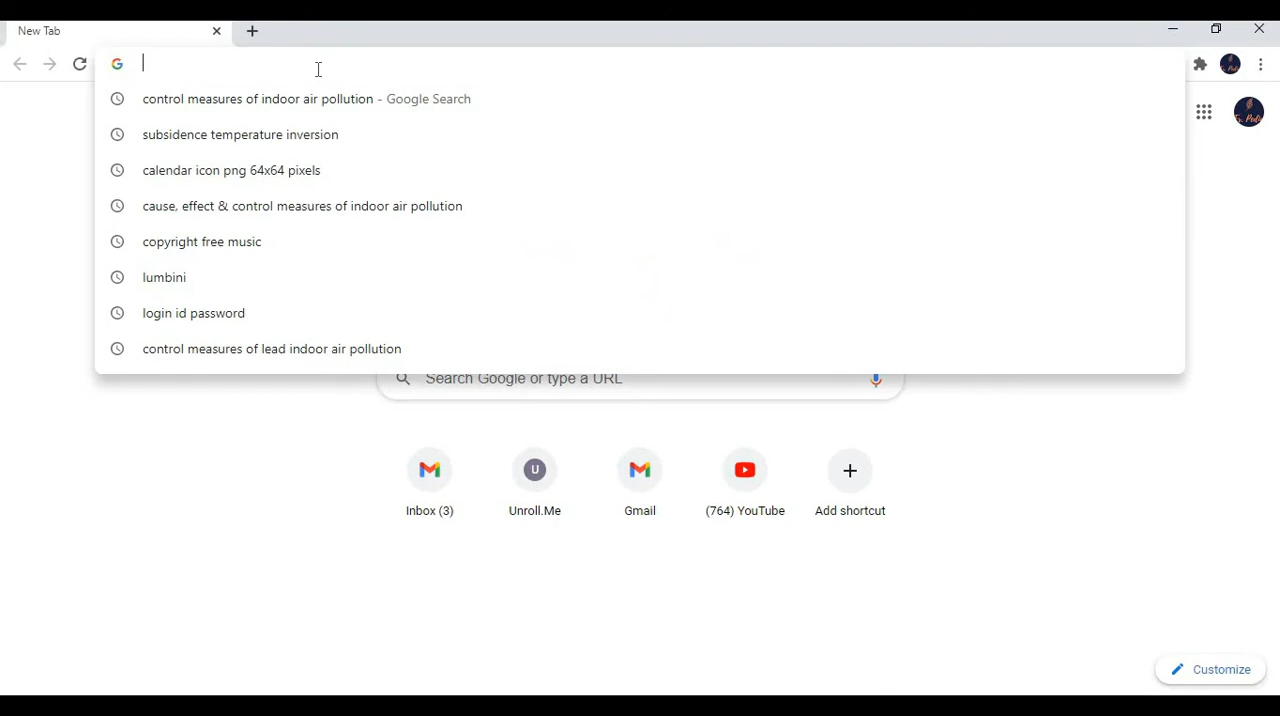 New Tab
control measures of indoor air pollution - Google Search
subsidence temperature inversion
calendar icon png 64x64 pixels
cause, effect & control measures of indoor air pollution
copyright free music
lumbini
login id password
control measures of lead indoor air pollution
Search Google or type a URL
U
Inbox (3)
Unroll.Me
Gmail
(764) YouTube
Add shortcut
Customize